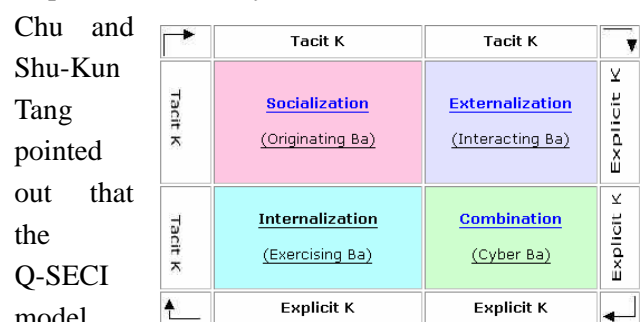 Chu and
Shu-Kun
Tang
pointed
out that
the
Q-SECI
model
Tacit K
Tacit K
Tacit K
Socialization
(Originating Ba)
Externalization
(Interacting Ba)
Explicit K
Tacit K
Internalization
(Exercising Ba)
Combination
(Cyber Ba)
Explicit K
Explicit K
Explicit K